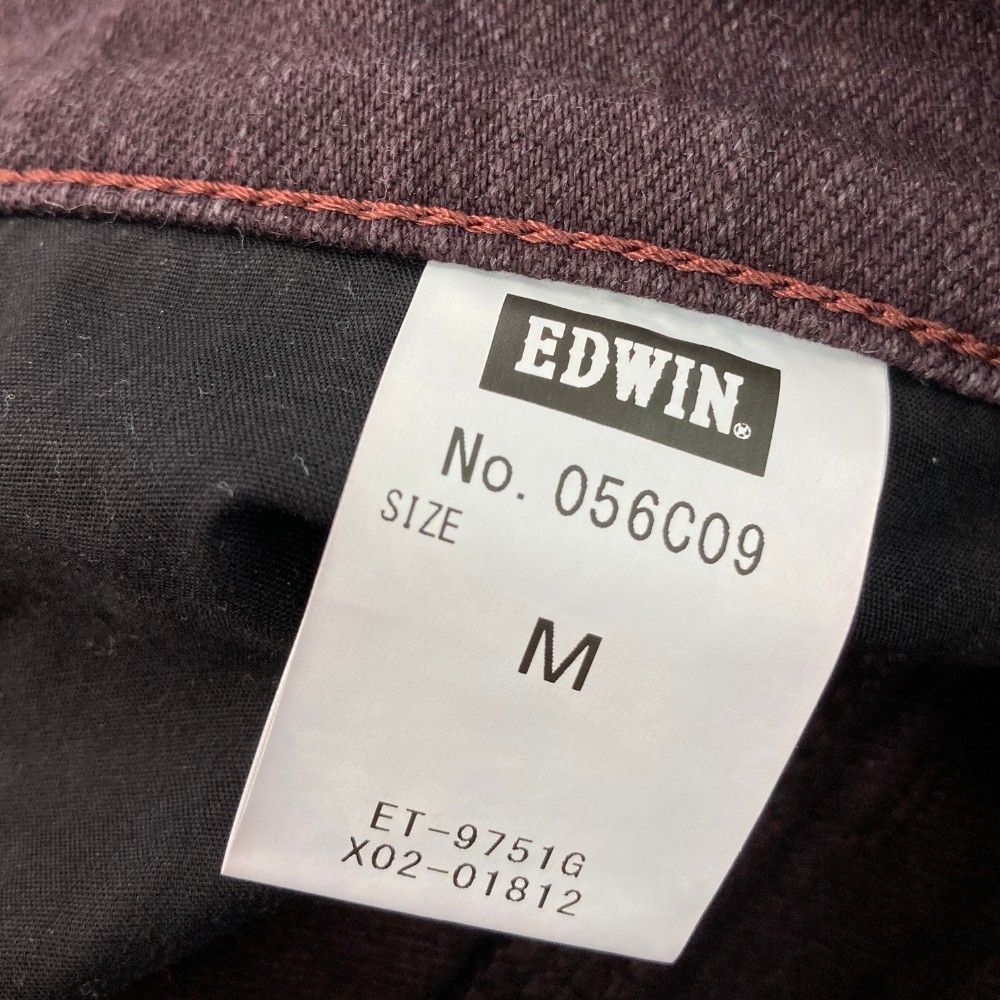 EDWIN®
No. 056C09
SIZE
M
ET-9751G
X02-01812